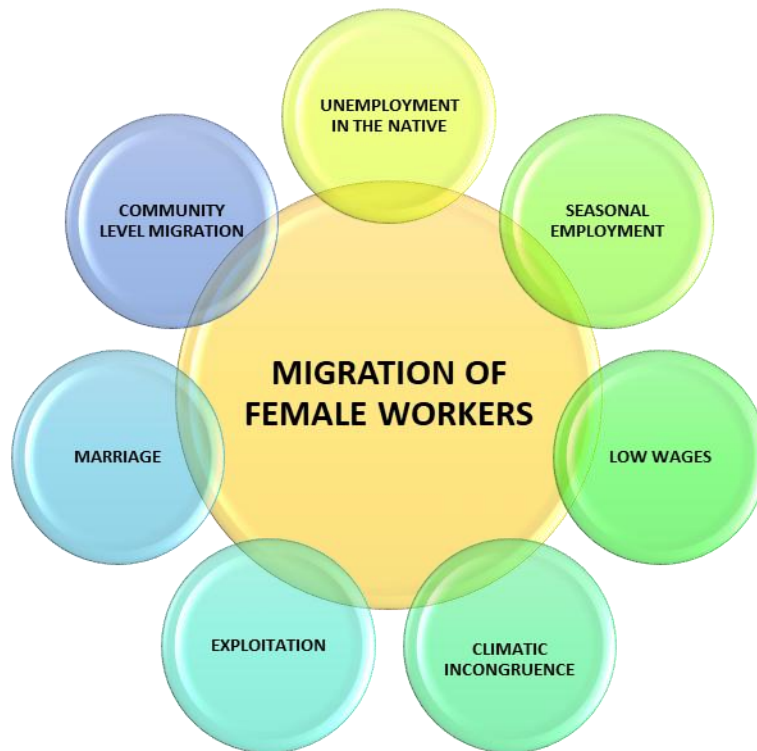 UNEMPLOYMENT
IN THE NATIVE
SEASONAL
EMPLOYMENT
LOW WAGES
CLIMATIC
INCONGRUENCE
EXPLOITATION
MARRIAGE
COMMUNITY
LEVEL MIGRATION
MIGRATION OF
FEMALE WORKERS